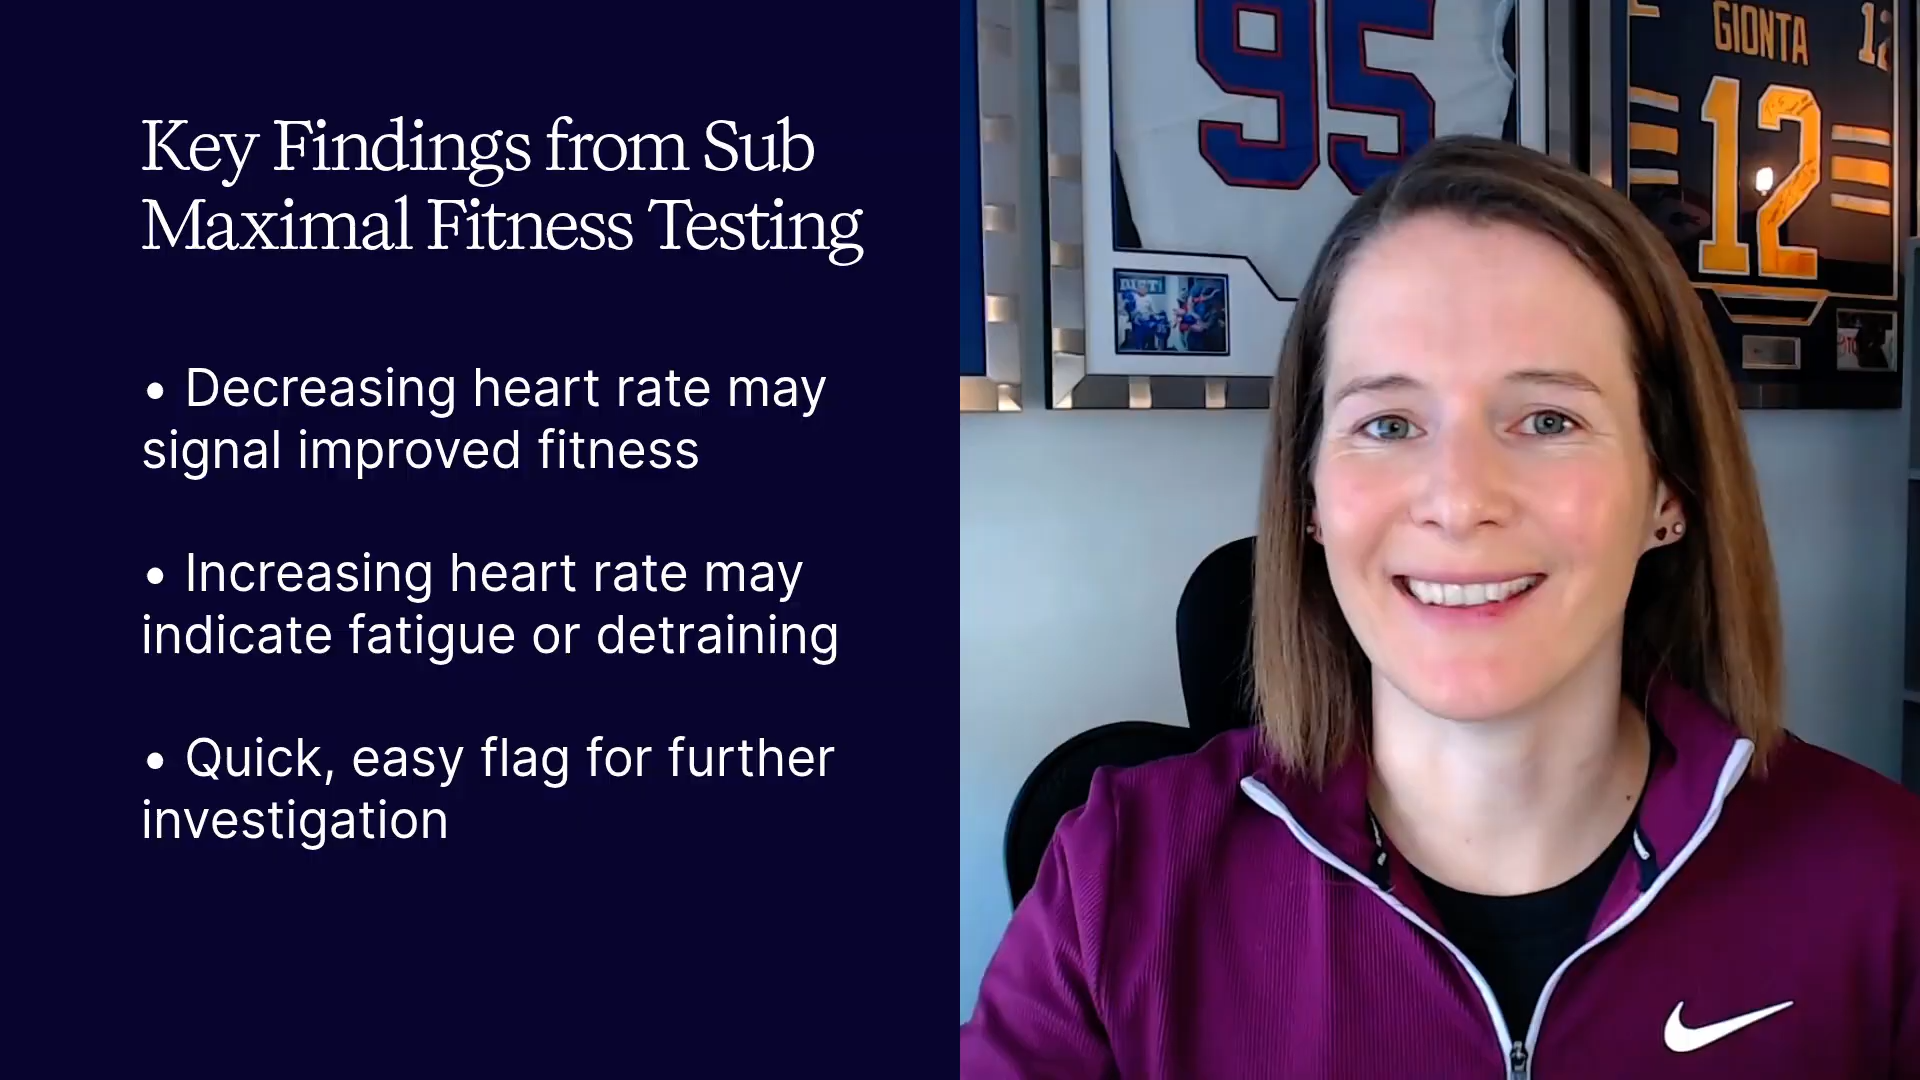 Key Findings from Sub
Maximal Fitness Testing
• Decreasing heart rate may
signal improved fitness
• Increasing heart rate may
indicate fatigue or detraining
• Quick, easy flag for further
investigation
95
GIONTA
12
12